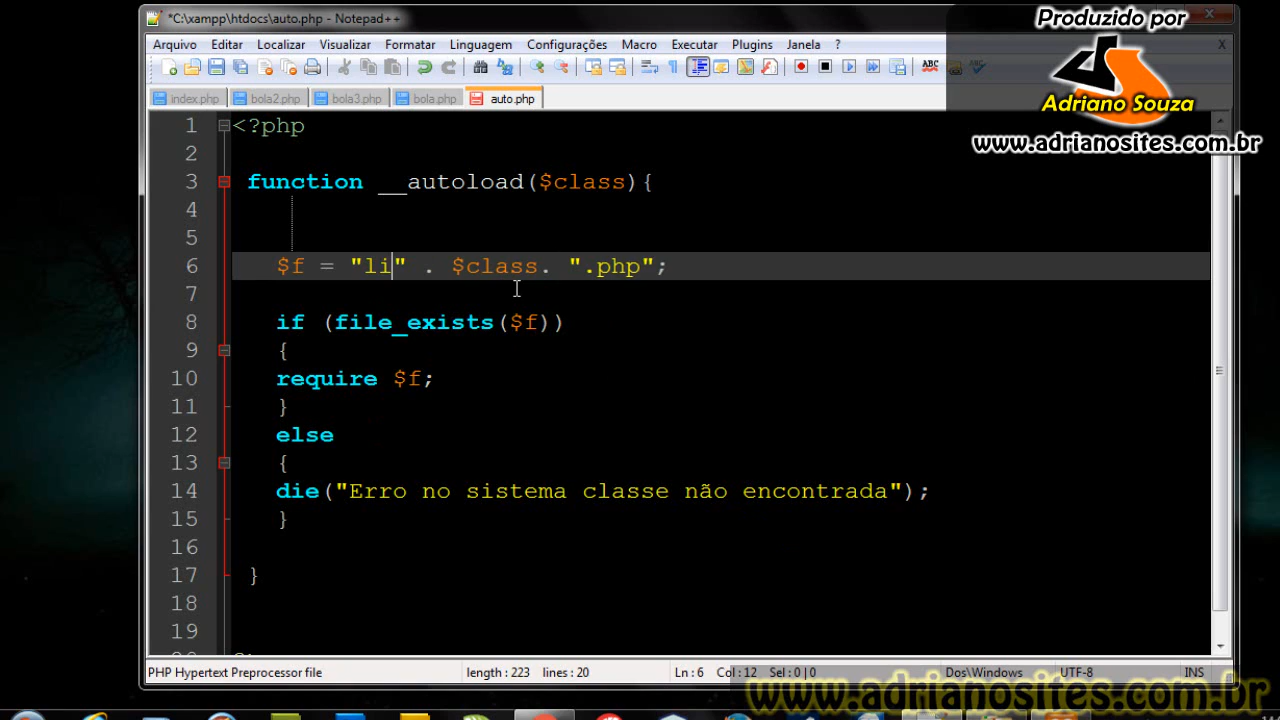 *C:\xampp\htdocs\auto.php - Notepad++
Produzido por
Arquivo Editar Localizar Visualizar Formatar Linguagem Configurações Macro Executar Plugins Janela ? X
ABC ABC
Adriano Souza
index.php bola2.php bola3.php bola.php auto.php
www.adrianosites.com.br
1 <?php
2
3 function __autoload($class){
4
5
6 $f = "li" . $class. ".php";
7
8 if (file_exists($f))
9 {
10 require $f;
11 }
12 else
13 {
14 die("Erro no sistema classe não encontrada");
15 }
16
17 }
18
19
PHP Hypertext Preprocessor file length : 223 lines : 20 Ln : 6 Col : 12 Sel : 0 | 0 Dos\Windows UTF-8 INS
www.adrianosites.com.br